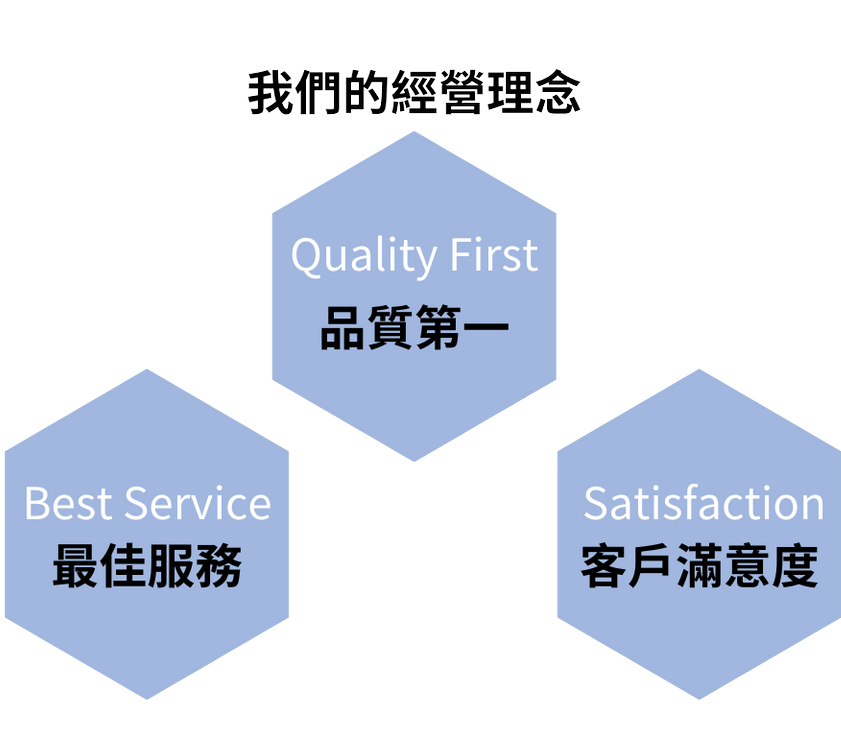 我們的經營理念
Quality First
品質第一
Best Service
最佳服務
Satisfaction
客戶滿意度